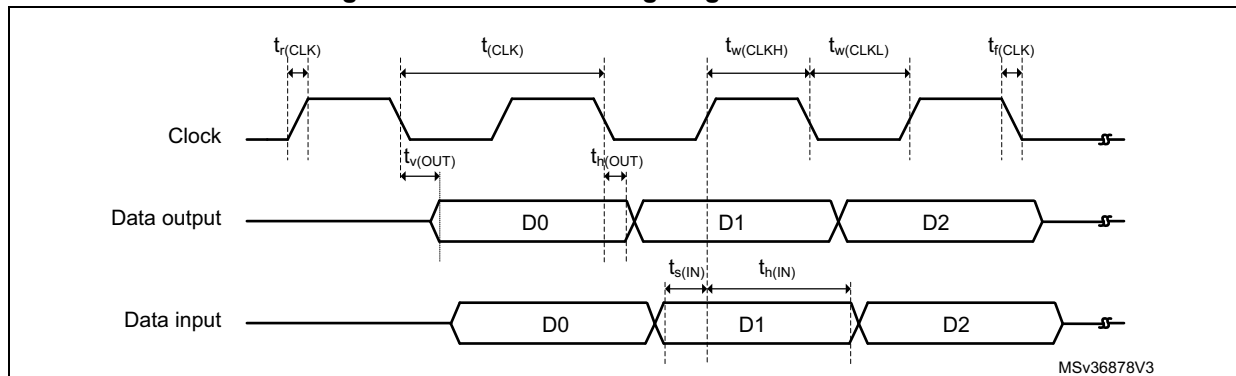 t_r(CLK) t_(CLK) t_w(CLKH) t_w(CLKL) t_f(CLK)
Clock
t_v(OUT) t_h(OUT)
Data output D0 D1 D2
t_s(IN) t_h(IN)
Data input D0 D1 D2
MSv36878V3